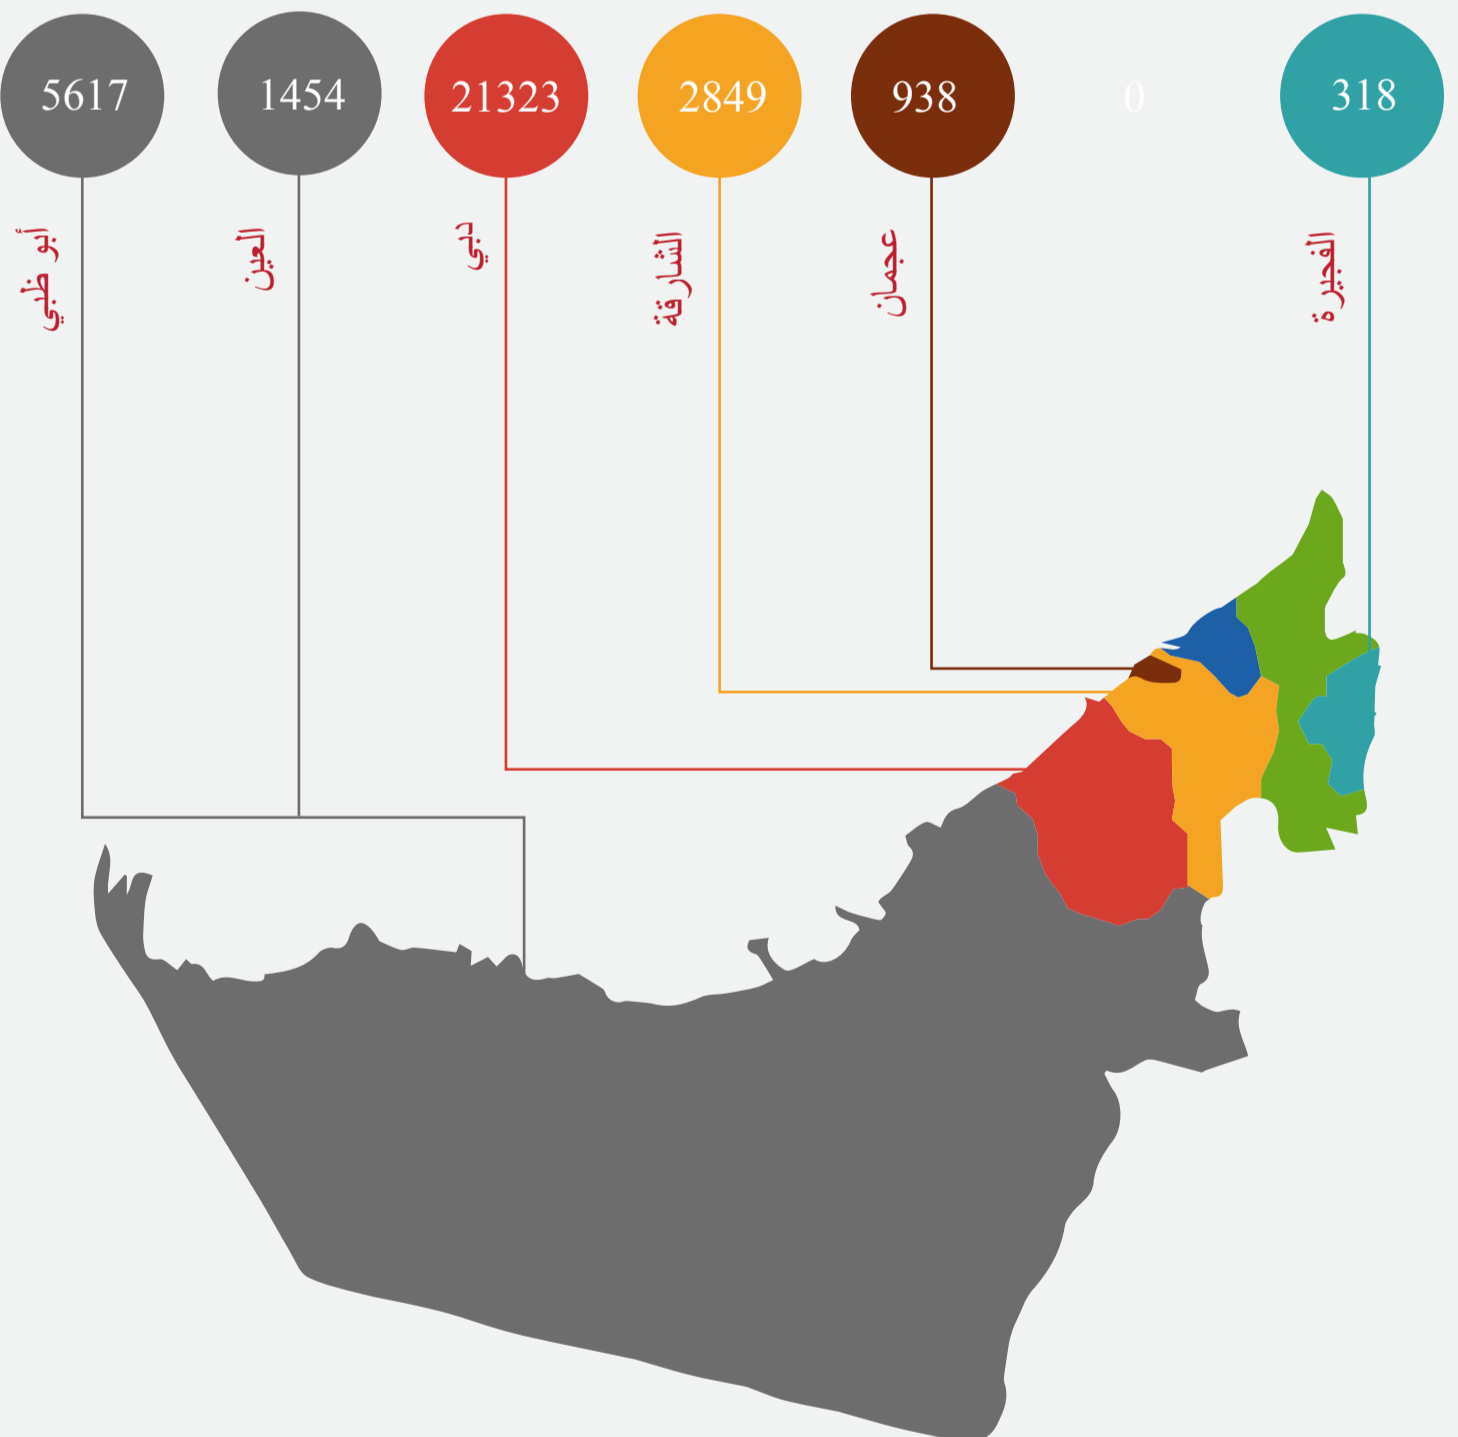 5617
1454
21323
2849
938
0
318
أبو ظبي
العين
دبي
الشارقة
عجمان
الفجيرة